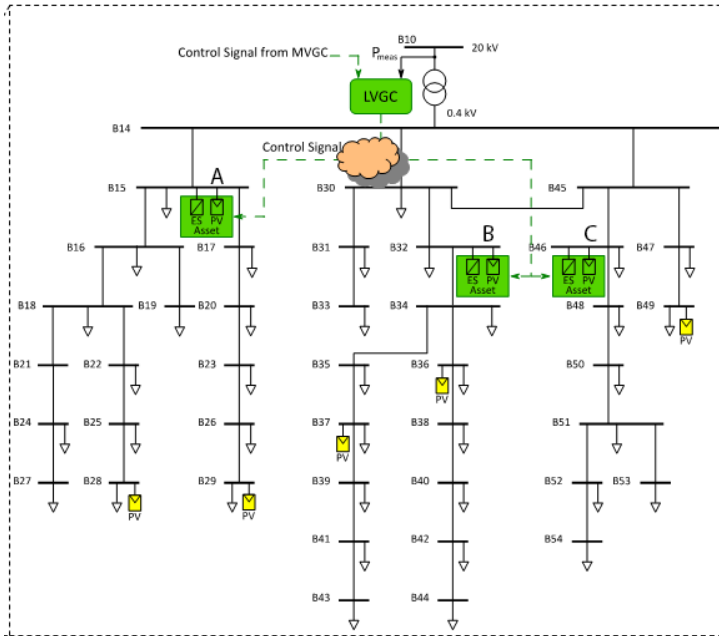 B10
20 kV
Control Signal from MVGC
Pmeas
LVGC
0.4 kV
B14
Control Signal
A
B15
B30
B45
ES PV
Asset
B16
B17
B31
B32
B
B46
C
B47
ES PV
Asset
ES PV
Asset
B18
B19
B20
B33
B34
B48
B49
PV
B21
B22
B23
B35
B36
B50
PV
B24
B25
B26
B37
B38
B51
PV
B27
B28
B29
B39
B40
B52
B53
PV
PV
B41
B42
B54
B43
B44